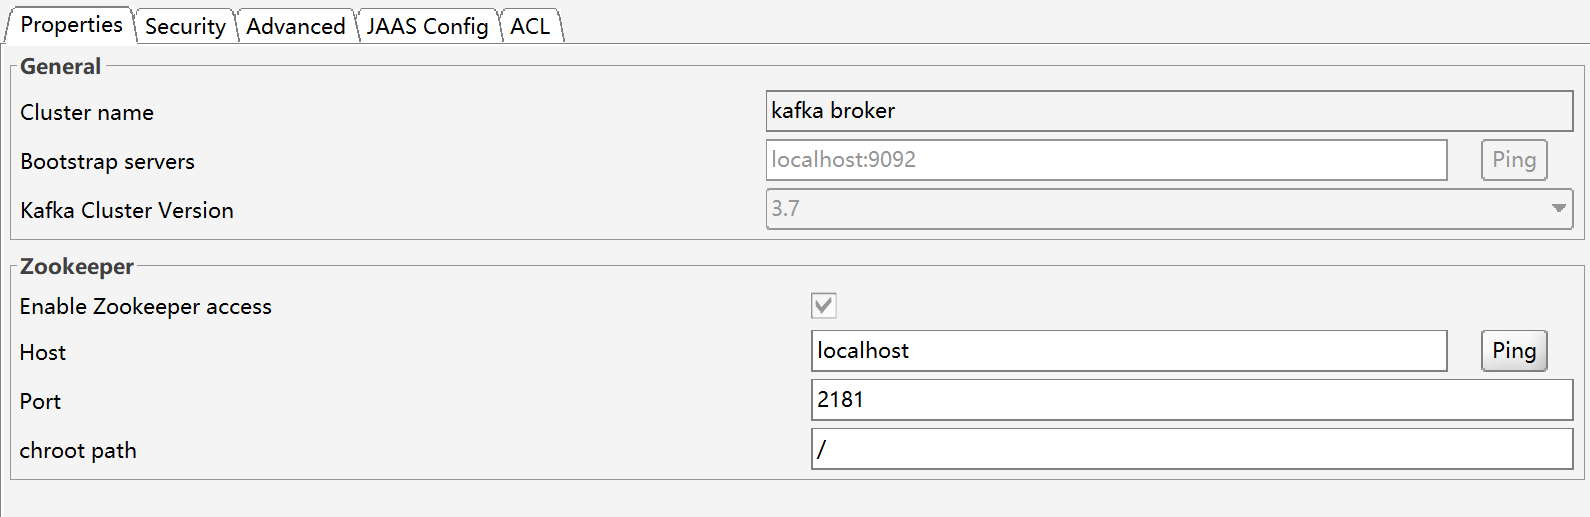 Properties Security Advanced JAAS Config ACL
General
Cluster name kafka broker
Bootstrap servers localhost:9092 Ping
Kafka Cluster Version 3.7
Zookeeper
Enable Zookeeper access
Host localhost Ping
Port 2181
chroot path /